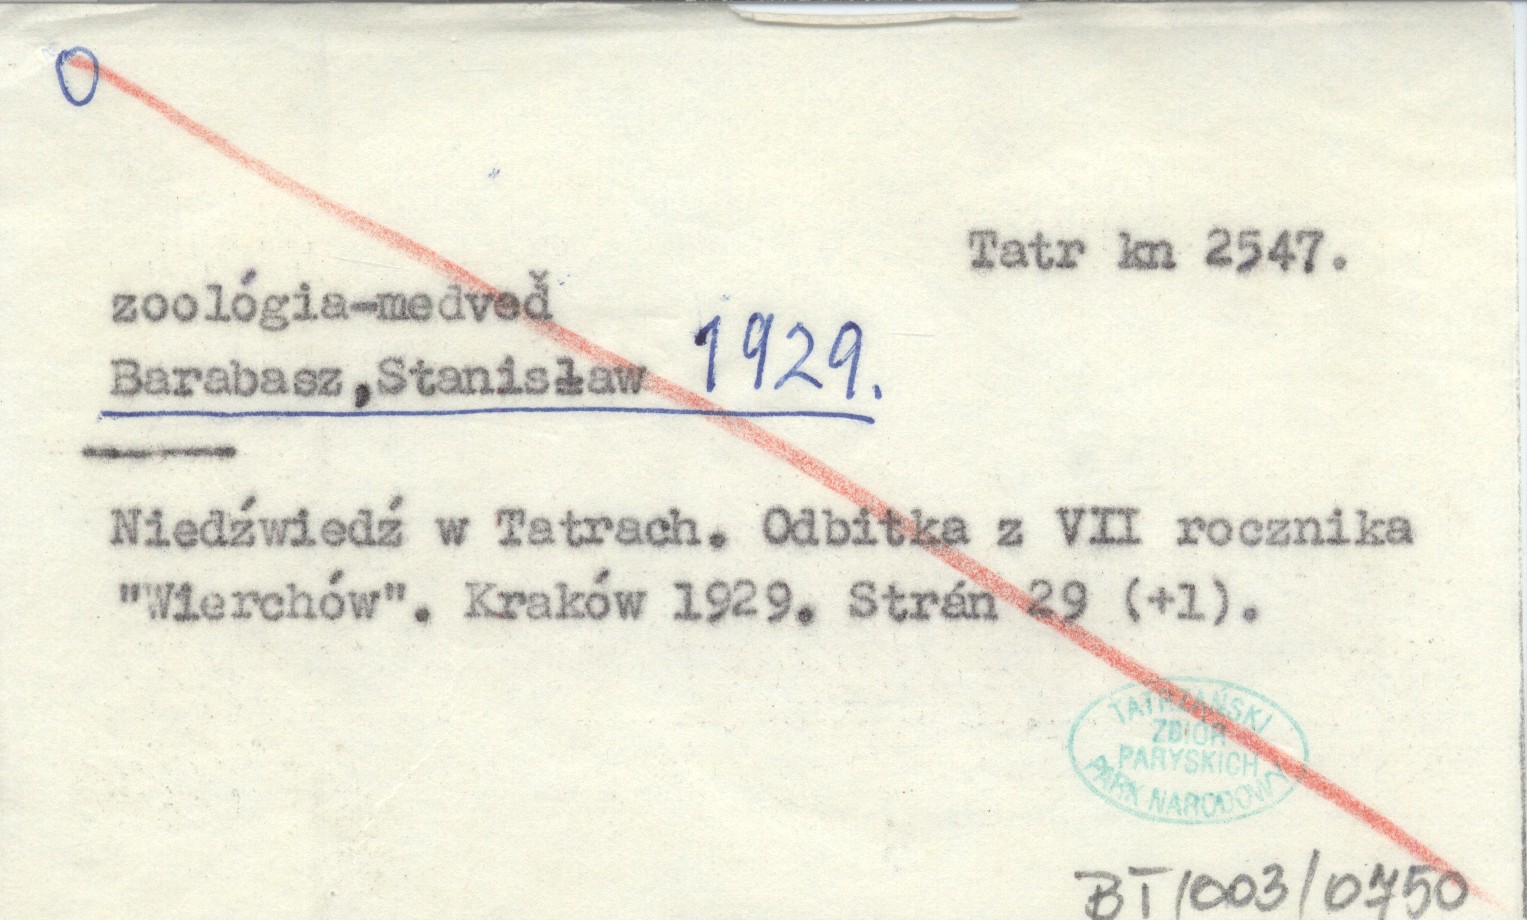 0
Tatr kn 2547.
zoológia-medveď
Barabasz,Stanisław 1929.
Niedźwiedź w Tatrach. Odbitka z VII rocznika
"Wierchów". Kraków 1929. Strán 29 (+1).
TATRZAŃSKI
ZBIÓR
PARYSKICH
PARK NARODOWY
BT/003/0750